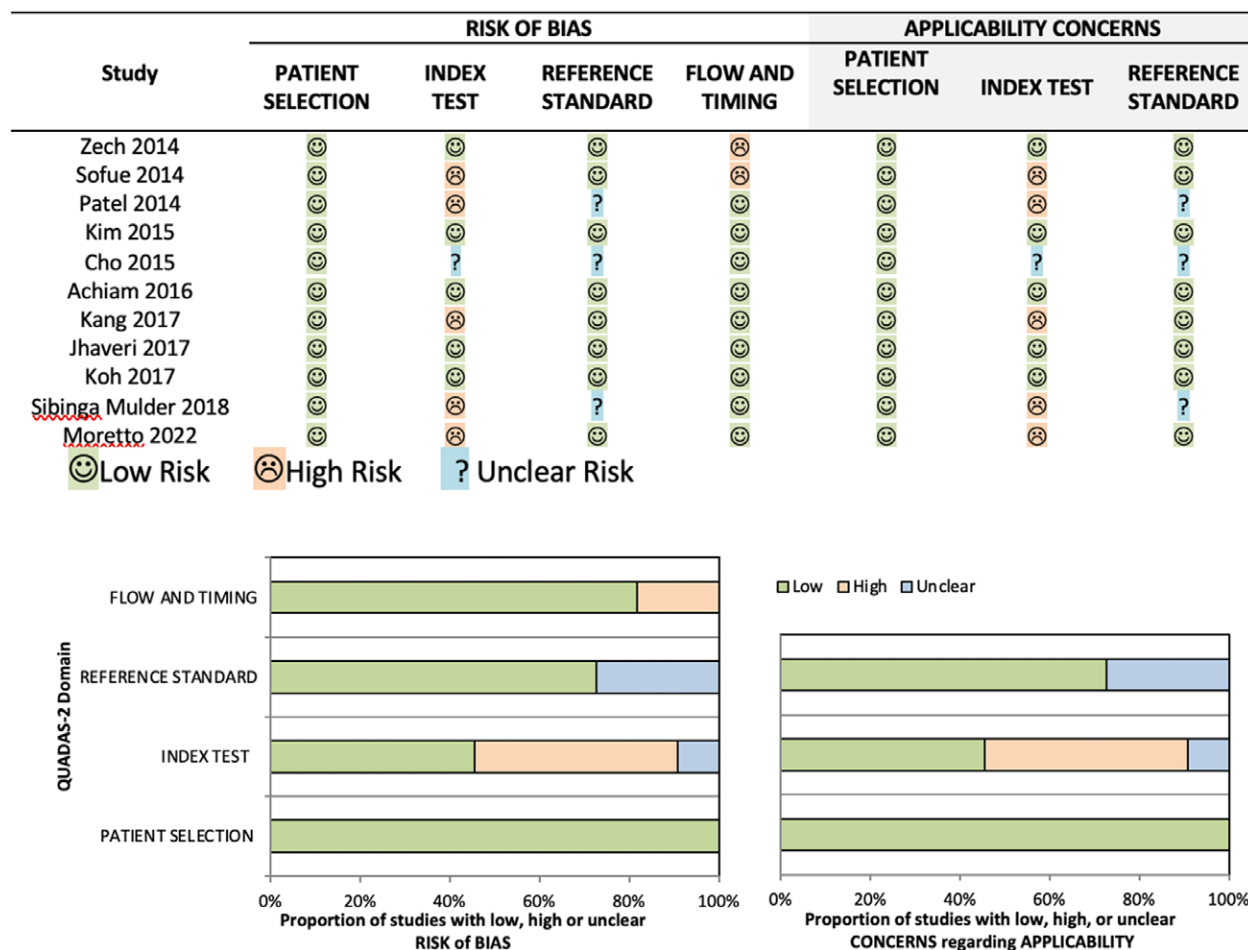 RISK OF BIAS APPLICABILITY CONCERNS
Study PATIENT SELECTION INDEX TEST REFERENCE STANDARD FLOW AND TIMING PATIENT SELECTION INDEX TEST REFERENCE STANDARD
Zech 2014 ☺ ☺ ☺ ☹ ☺ ☺ ☺
Sofue 2014 ☺ ☹ ☺ ☹ ☺ ☹ ☺
Patel 2014 ☺ ☹ ? ☺ ☺ ☹ ?
Kim 2015 ☺ ☺ ☺ ☺ ☺ ☺ ☺
Cho 2015 ☺ ? ? ☺ ☺ ? ?
Achiam 2016 ☺ ☺ ☺ ☺ ☺ ☺ ☺
Kang 2017 ☺ ☹ ☺ ☺ ☺ ☹ ☺
Jhaveri 2017 ☺ ☺ ☺ ☺ ☺ ☺ ☺
Koh 2017 ☺ ☺ ☺ ☺ ☺ ☺ ☺
Sibinga Mulder 2018 ☺ ☹ ? ☺ ☺ ☹ ?
Moretto 2022 ☺ ☹ ☺ ☺ ☺ ☹ ☺
☺Low Risk ☹High Risk ? Unclear Risk
QUADAS-2 Domain
FLOW AND TIMING
REFERENCE STANDARD
INDEX TEST
PATIENT SELECTION
0% 20% 40% 60% 80% 100%
Proportion of studies with low, high or unclear
RISK of BIAS
Low High Unclear
0% 20% 40% 60% 80% 100%
Proportion of studies with low, high, or unclear
CONCERNS regarding APPLICABILITY